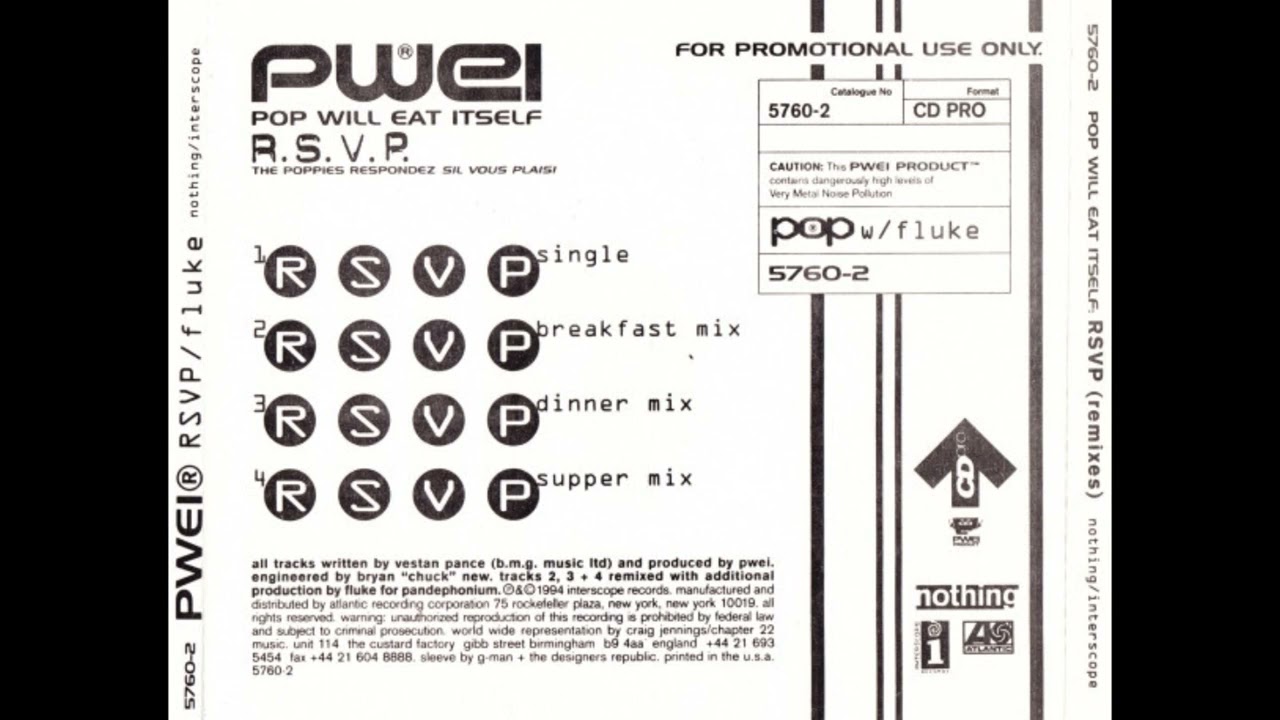 PWEI® RSVP/fluke nothing/interscope
5760-2
pwei®
POP WILL EAT ITSELF
R.S.V.P.
THE POPPIES RESPONDEZ SIL VOUS PLAIS!
1 R S V P single
2 R S V P breakfast mix
3 R S V P dinner mix
4 R S V P supper mix
all tracks written by vestan pance (b.m.g. music ltd) and produced by pwei.
engineered by bryan "chuck" new. tracks 2, 3 + 4 remixed with additional
production by fluke for pandephonium. ℗&©1994 interscope records. manufactured and
distributed by atlantic recording corporation 75 rockefeller plaza, new york, new york 10019. all
rights reserved. warning: unauthorized reproduction of this recording is prohibited by federal law
and subject to criminal prosecution. world wide representation by craig jennings/chapter 22
music. unit 114 the custard factory gibb street birmingham b9 4aa england +44 21 693
5454 fax +44 21 604 8888. sleeve by g-man + the designers republic. printed in the u.s.a.
5760-2
FOR PROMOTIONAL USE ONLY.
Catalogue No
5760-2
Format
CD PRO
CAUTION: This PWEI PRODUCT™
contains dangerously high levels of
Very Metal Noise Pollution
pop® w/fluke
5760-2
CD pro
PWEI
PRODUCT
nothing
INTERSCOPE
RECORDS
ATLANTIC
5760-2 POP WILL EAT ITSELF: RSVP (remixes) nothing/interscope